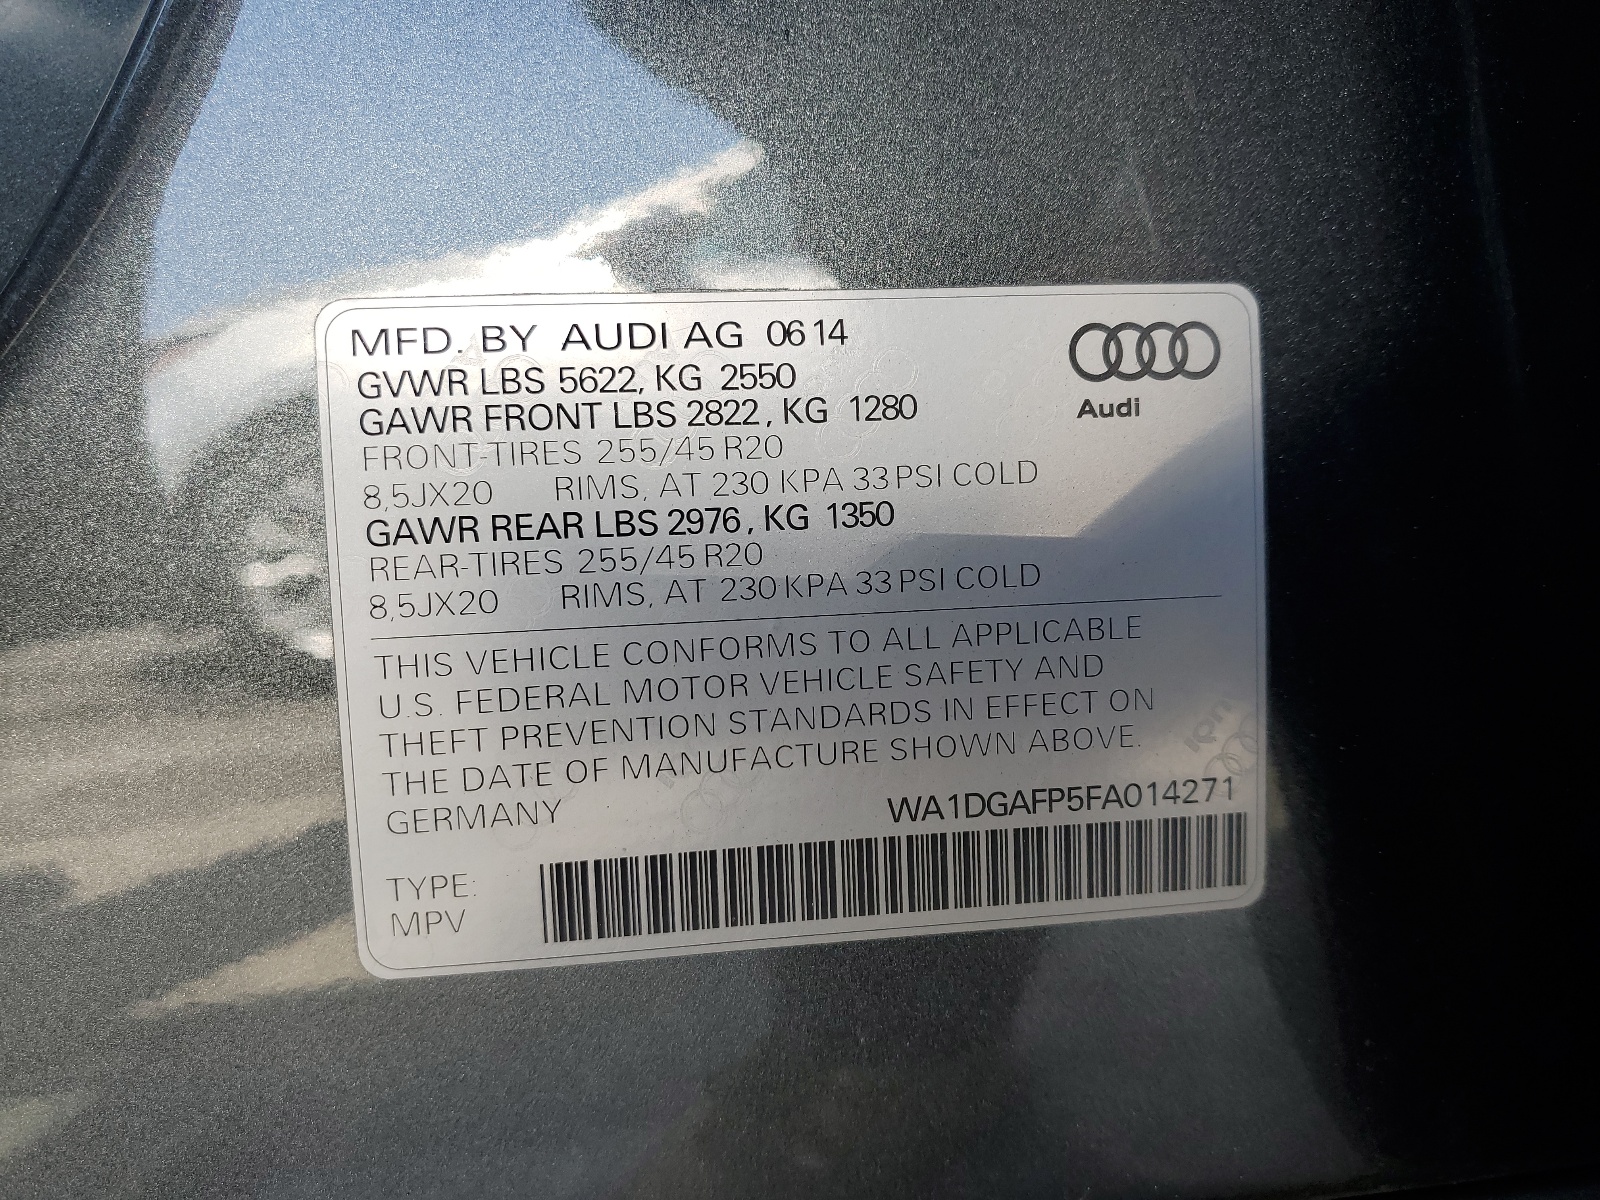 MFD. BY AUDI AG 0614
GVWR LBS 5622, KG 2550
GAWR FRONT LBS 2822, KG 1280
FRONT-TIRES 255/45 R20
8,5JX20 RIMS, AT 230 KPA 33 PSI COLD
GAWR REAR LBS 2976, KG 1350
REAR-TIRES 255/45 R20
8,5JX20 RIMS, AT 230 KPA 33 PSI COLD
Audi
THIS VEHICLE CONFORMS TO ALL APPLICABLE
U.S. FEDERAL MOTOR VEHICLE SAFETY AND
THEFT PREVENTION STANDARDS IN EFFECT ON
THE DATE OF MANUFACTURE SHOWN ABOVE.
GERMANY WA1DGAFP5FA014271
TYPE:
MPV